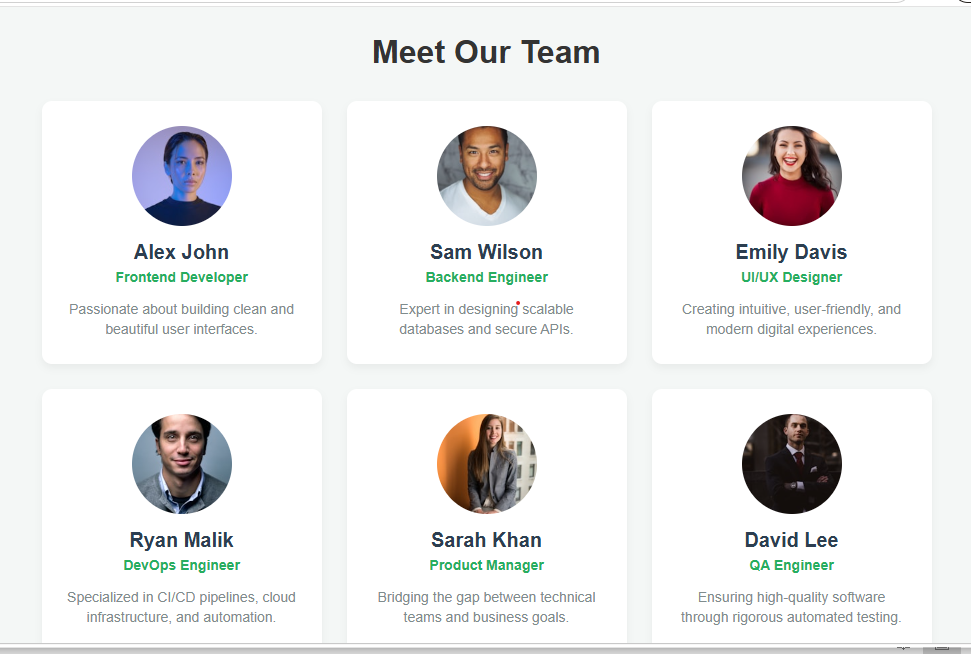 Meet Our Team
Alex John
Frontend Developer
Passionate about building clean and
beautiful user interfaces.
Sam Wilson
Backend Engineer
Expert in designing scalable
databases and secure APIs.
Emily Davis
UI/UX Designer
Creating intuitive, user-friendly, and
modern digital experiences.
Ryan Malik
DevOps Engineer
Specialized in CI/CD pipelines, cloud
infrastructure, and automation.
Sarah Khan
Product Manager
Bridging the gap between technical
teams and business goals.
David Lee
QA Engineer
Ensuring high-quality software
through rigorous automated testing.